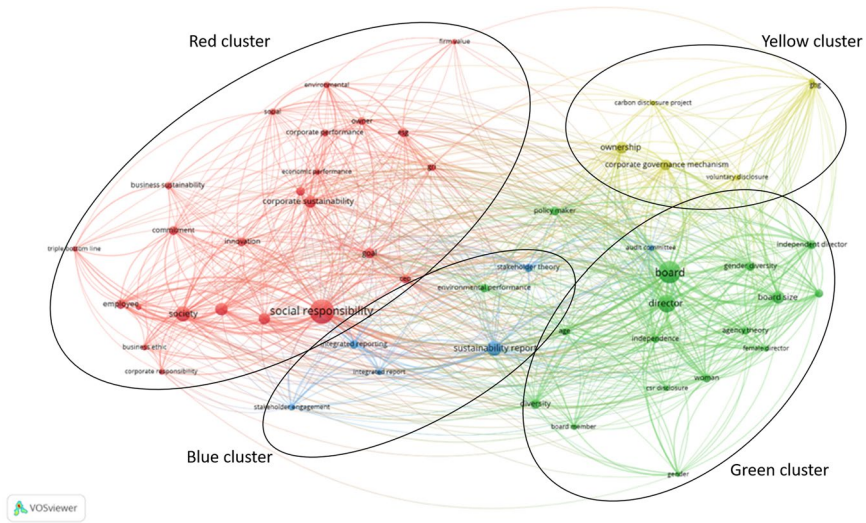 Red cluster
Yellow cluster
firm value
environmental
ghg
social
carbon disclosure project
owner
corporate performance
esg
ownership
economic performance
gri
corporate governance mechanism
voluntary disclosure
business sustainability
corporate sustainability
policy maker
commitment
innovation
triple bottom line
goal
audit committee
independent director
stakeholder theory
gender diversity
board
ceo
environmental performance
board size
employee
society
social responsibility
director
age
agency theory
independence
business ethic
integrated reporting
sustainability report
female director
corporate responsibility
integrated report
woman
csr disclosure
stakeholder engagement
diversity
board member
Blue cluster
gender
Green cluster
VOSviewer